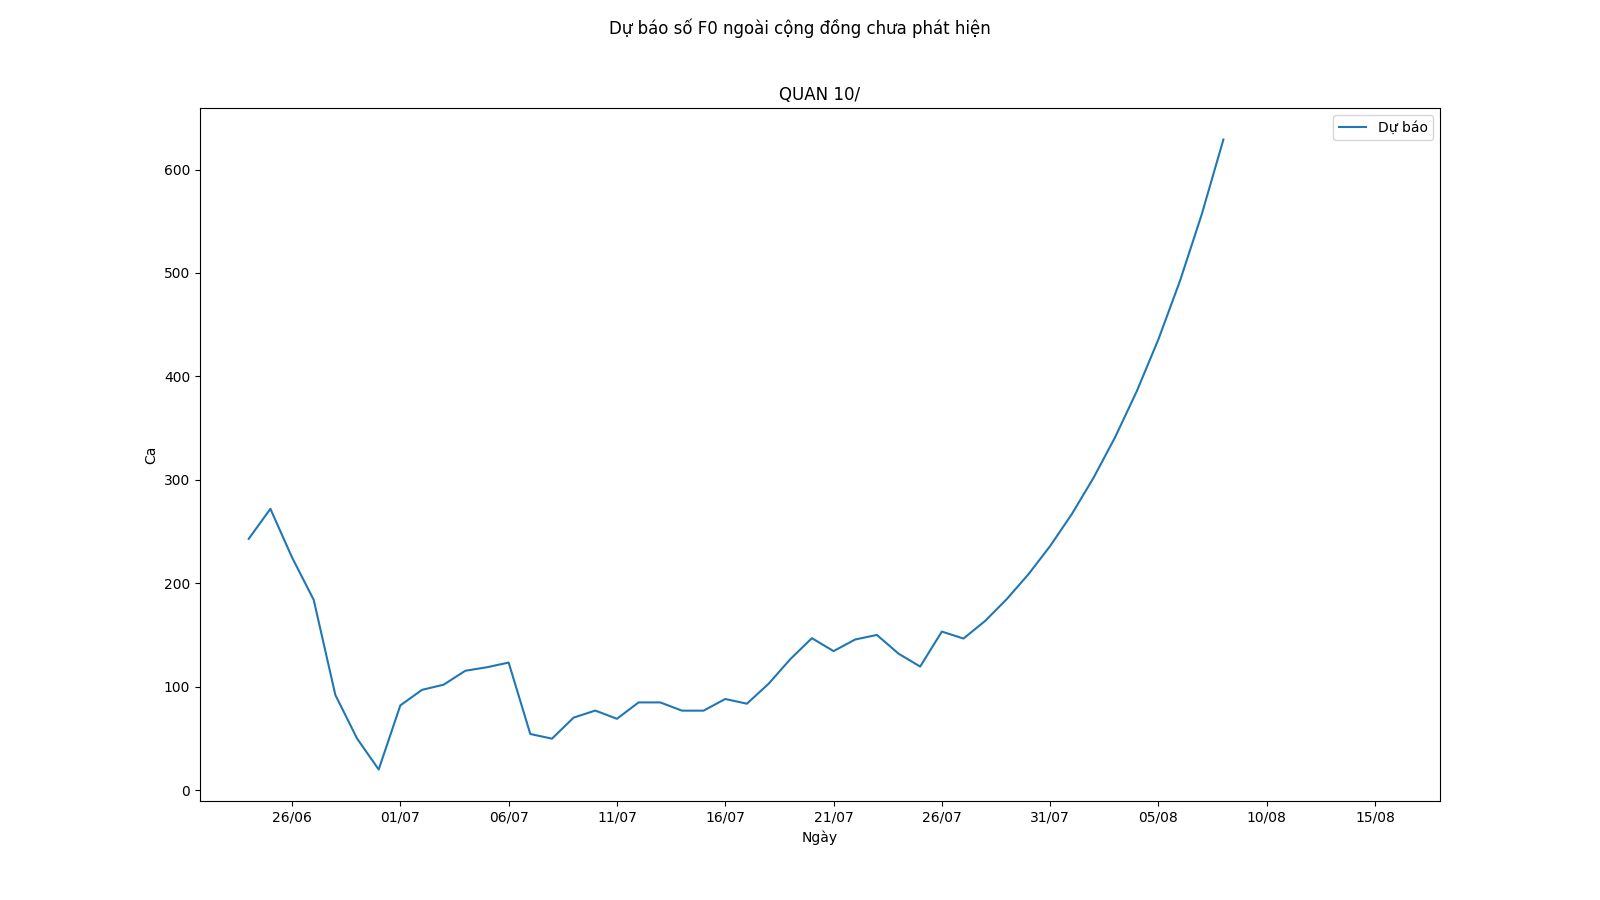 Dự báo số F0 ngoài cộng đồng chưa phát hiện
QUAN 10/
Dự báo
600
500
400
300
200
100
0
Ca
26/06 01/07 06/07 11/07 16/07 21/07 26/07 31/07 05/08 10/08 15/08
Ngày